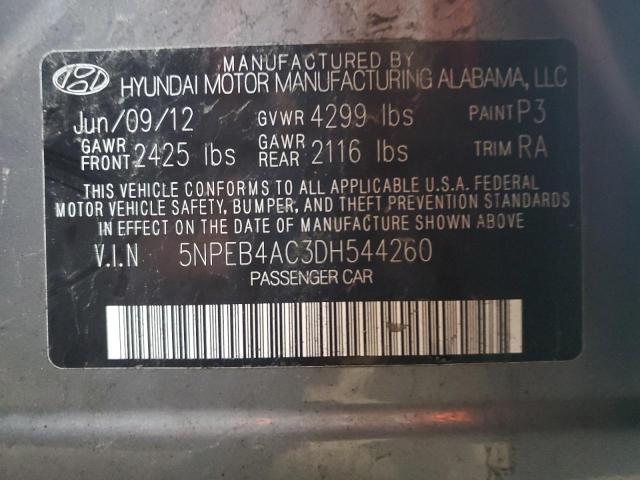 MANUFACTURED BY
HYUNDAI MOTOR MANUFACTURING ALABAMA, LLC
Jun/09/12 GVWR 4299 lbs PAINT P3
GAWR FRONT 2425 lbs GAWR REAR 2116 lbs TRIM RA
THIS VEHICLE CONFORMS TO ALL APPLICABLE U.S.A. FEDERAL
MOTOR VEHICLE SAFETY, BUMPER, AND THEFT PREVENTION STANDARDS
IN EFFECT ON THE DATE OF MANUFACTURE SHOWN ABOVE.
V.I.N 5NPEB4AC3DH544260
PASSENGER CAR